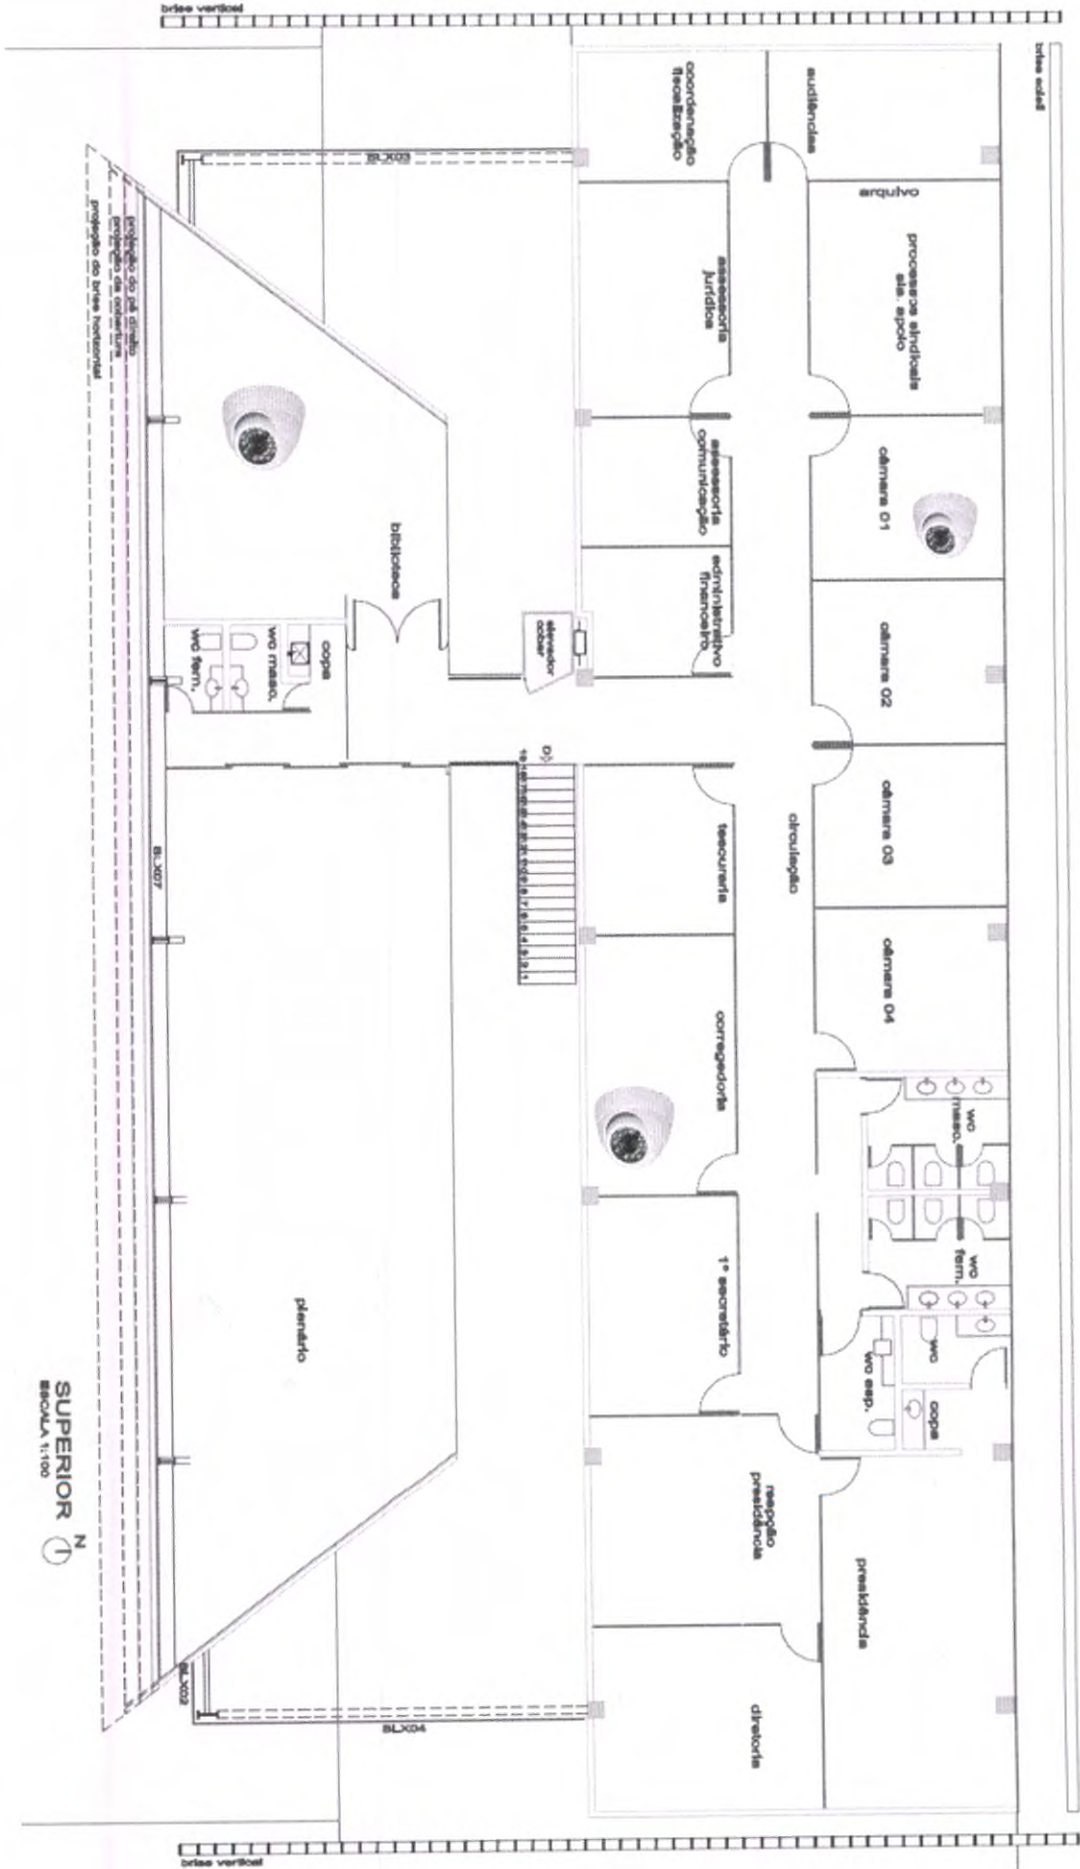 brise vertical
brise soleil
coordenação
fiscalização
audiências
arquivo
processos sindicais
sla. apoio
assessoria
jurídica
BLX03
projeção do pé direito
projeção da cobertura
projeção do brise horizontal
assessoria
comunicação
câmara 01
biblioteca
administrativo
financeiro
elevador
câmara 02
copa
wc masc.
wc fem.
D
19
BLX07
tesouraria
circulação
câmara 03
câmara 04
corregedoria
wc
masc.
wc
fem.
1º secretário
wc
wc esp.
copa
plenário
recpção
presidência
presidência
diretoria
BLX02
BLX04
SUPERIOR
ESCALA 1:100
N
brise vertical